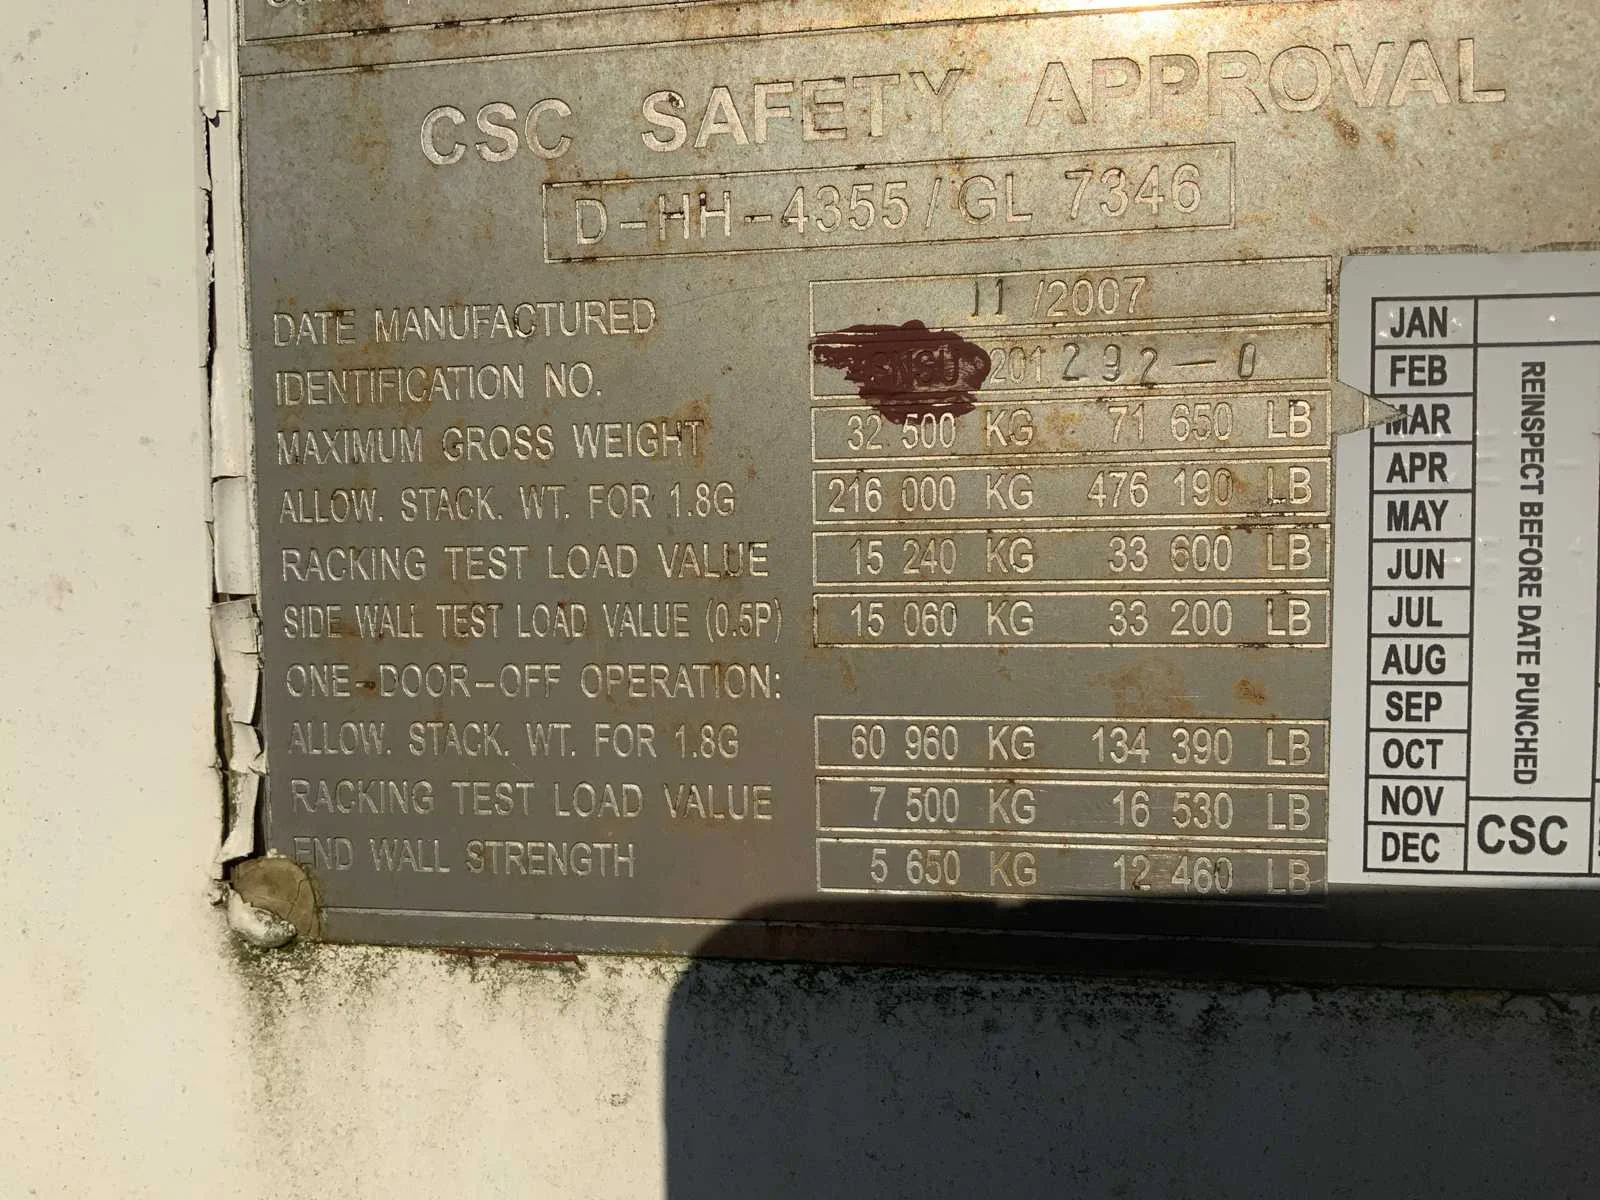 CSC SAFETY APPROVAL
D-HH-4355/GL 7346
DATE MANUFACTURED 11/2007
IDENTIFICATION NO. SNSU 201292-0
MAXIMUM GROSS WEIGHT 32 500 KG 71 650 LB
ALLOW. STACK. WT. FOR 1.8G 216 000 KG 476 190 LB
RACKING TEST LOAD VALUE 15 240 KG 33 600 LB
SIDE WALL TEST LOAD VALUE (0.5P) 15 060 KG 33 200 LB
ONE-DOOR-OFF OPERATION:
ALLOW. STACK. WT. FOR 1.8G 60 960 KG 134 390 LB
RACKING TEST LOAD VALUE 7 500 KG 16 530 LB
END WALL STRENGTH 5 650 KG 12 460 LB
JAN
FEB
MAR
APR
MAY
JUN
JUL
AUG
SEP
OCT
NOV
DEC
REINSPECT BEFORE DATE PUNCHED
CSC